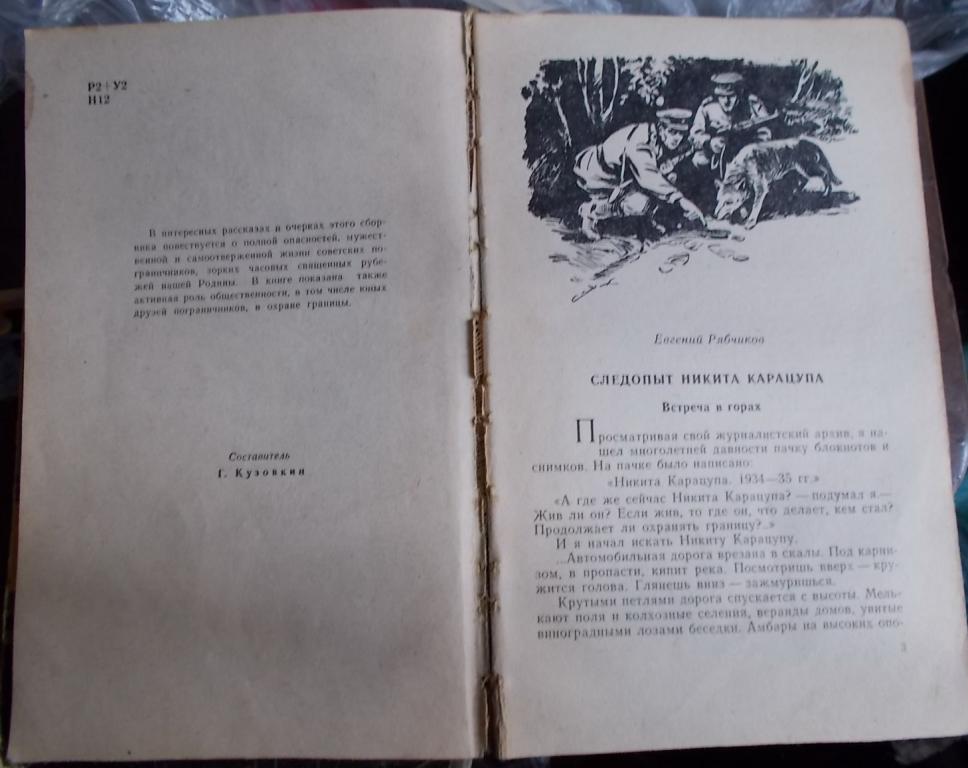 Р2+У2
Н12
В интересных рассказах и очерках этого сбор-
ника повествуется о полной опасностей, мужест-
венной и самоотверженной жизни советских по-
граничников, зорких часовых священных рубе-
жей нашей Родины. В книге показана также
активная роль общественности, в том числе юных
друзей пограничников, в охране границы.
Составитель
Г. Кузовкин
Евгений Рябчиков
СЛЕДОПЫТ НИКИТА КАРАЦУПА
Встреча в горах
Просматривая свой журналистский архив, я на-
шел многолетней давности пачку блокнотов и
снимков. На пачке было написано:
«Никита Карацупа. 1934—35 гг.»
«А где же сейчас Никита Карацупа? — подумал я.—
Жив ли он? Если жив, то где он, что делает, кем стал?
Продолжает ли охранять границу?..»
И я начал искать Никиту Карацупу.
...Автомобильная дорога врезана в скалы. Под карни-
зом, в пропасти, кипит река. Посмотришь вверх — кру-
жится голова. Глянешь вниз — зажмуришься.
Крутыми петлями дорога спускается с высоты. Мель-
кают поля и колхозные селения, веранды домов, увитые
виноградными лозами беседки. Амбары на высоких опо-
3